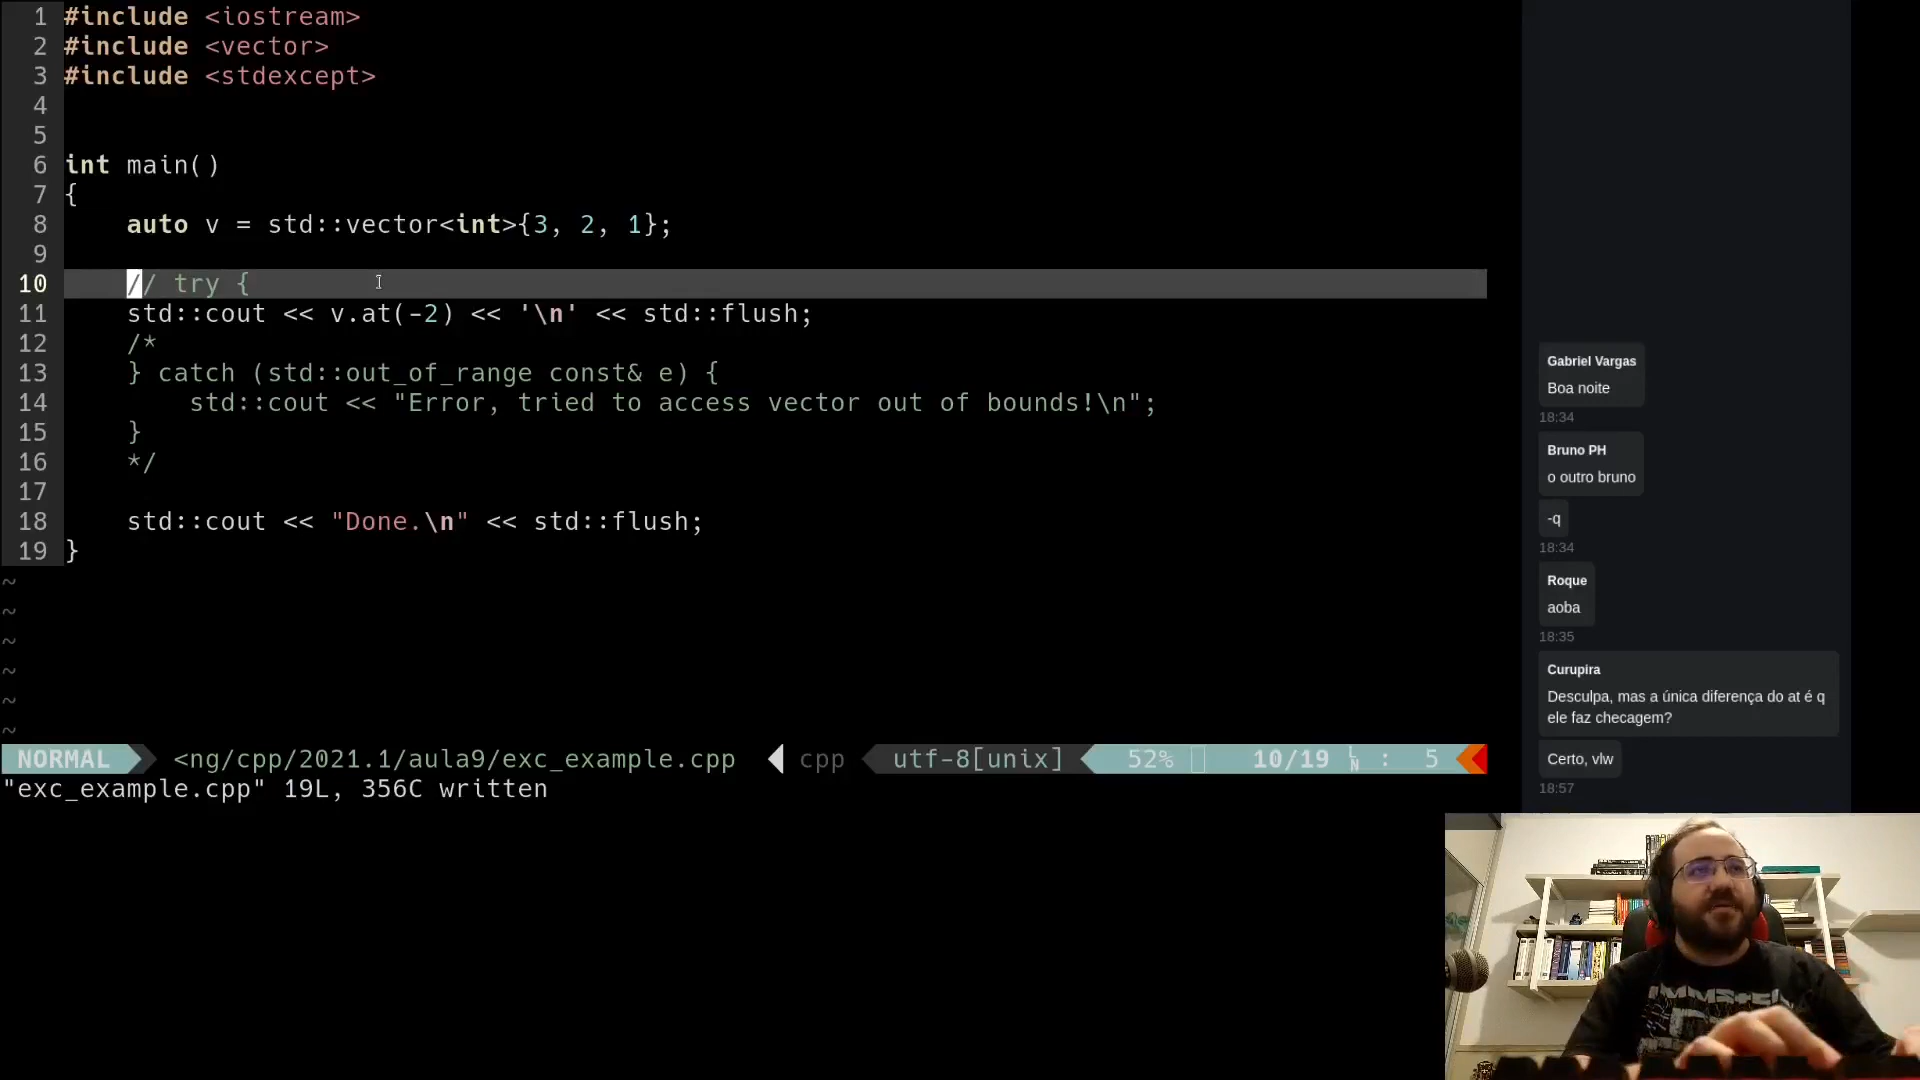 1 #include <iostream>
2 #include <vector>
3 #include <stdexcept>
4
5
6 int main()
7 {
8     auto v = std::vector<int>{3, 2, 1};
9
10     // try {
11     std::cout << v.at(-2) << '\n' << std::flush;
12     /*
13     } catch (std::out_of_range const& e) {
14         std::cout << "Error, tried to access vector out of bounds!\n";
15     }
16     */
17
18     std::cout << "Done.\n" << std::flush;
19 }
~
~
~
~
~
~
NORMAL <ng/cpp/2021.1/aula9/exc_example.cpp cpp utf-8[unix] 52% 10/19 LN : 5
"exc_example.cpp" 19L, 356C written
Gabriel Vargas
Boa noite
18:34
Bruno PH
o outro bruno
-q
18:34
Roque
aoba
18:35
Curupira
Desculpa, mas a única diferença do at é q
ele faz checagem?
Certo, vlw
18:57